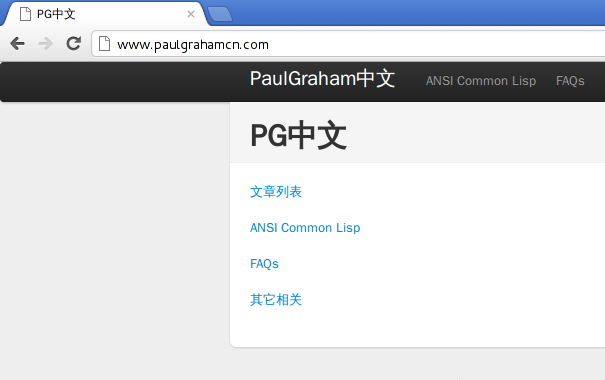 PG中文
www.paulgrahamcn.com
PaulGraham中文 ANSI Common Lisp FAQs
PG中文
文章列表
ANSI Common Lisp
FAQs
其它相关